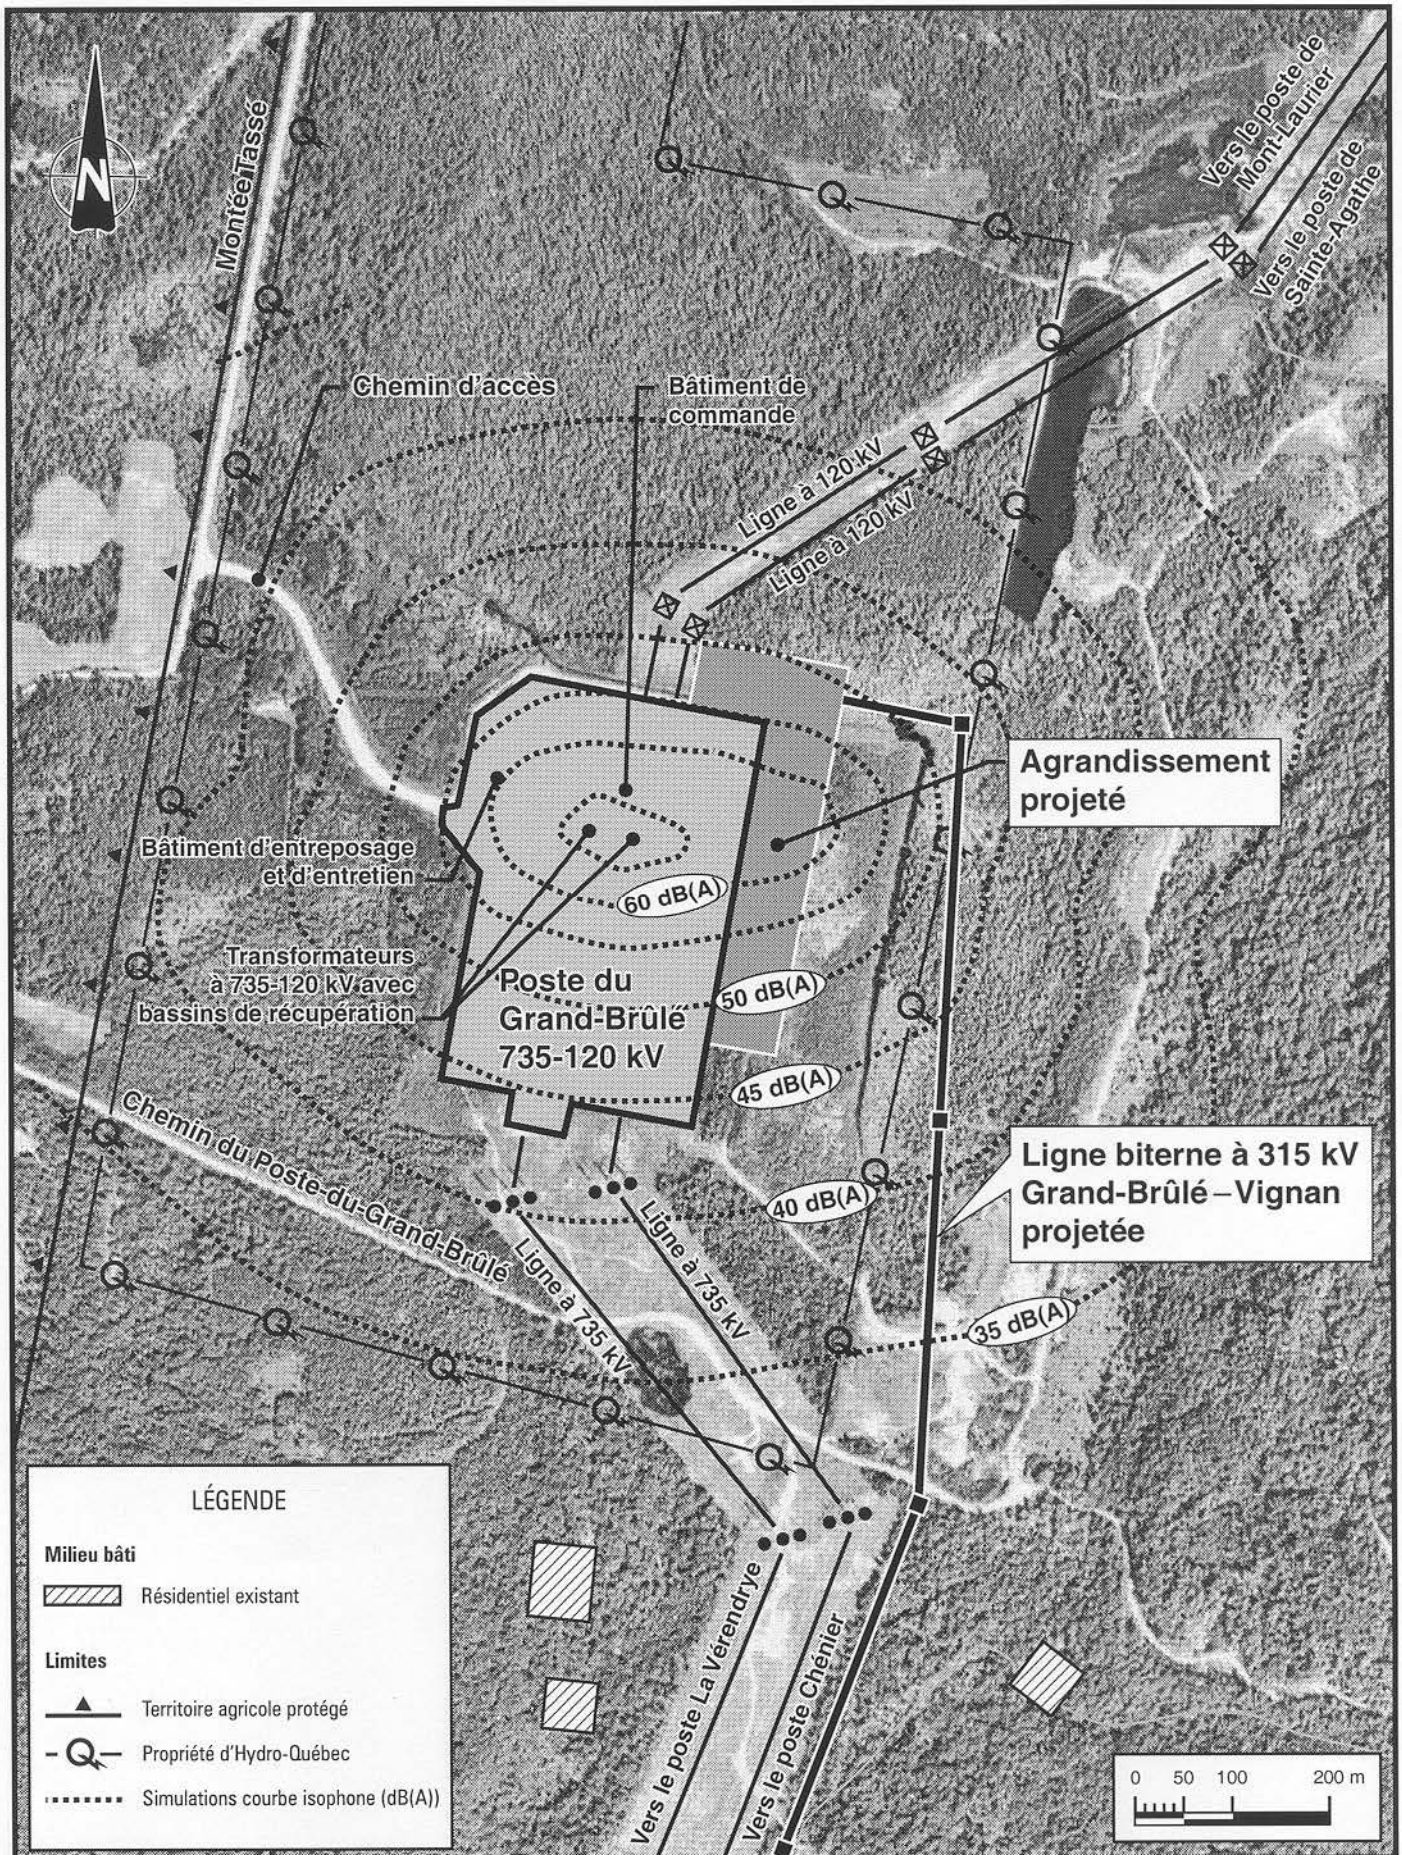 N
Montée Tassé
Vers le poste de
Mont-Laurier
Vers le poste de
Sainte-Agathe
Chemin d'accès
Bâtiment de
commande
Ligne à 120 kV
Ligne à 120 kV
Agrandissement
projeté
Bâtiment d'entreposage
et d'entretien
60 dB(A)
Transformateurs
à 735-120 kV avec
bassins de récupération
Poste du
Grand-Brûlé
735-120 kV
50 dB(A)
45 dB(A)
Chemin du Poste-du-Grand-Brûlé
40 dB(A)
Ligne biterne à 315 kV
Grand-Brûlé – Vignan
projetée
Ligne à 735 kV
Ligne à 735 kV
35 dB(A)
LÉGENDE
Milieu bâti
Résidentiel existant
Limites
Territoire agricole protégé
Propriété d'Hydro-Québec
Simulations courbe isophone (dB(A))
Vers le poste La Vérendrye
Vers le poste Chénier
0 50 100 200 m